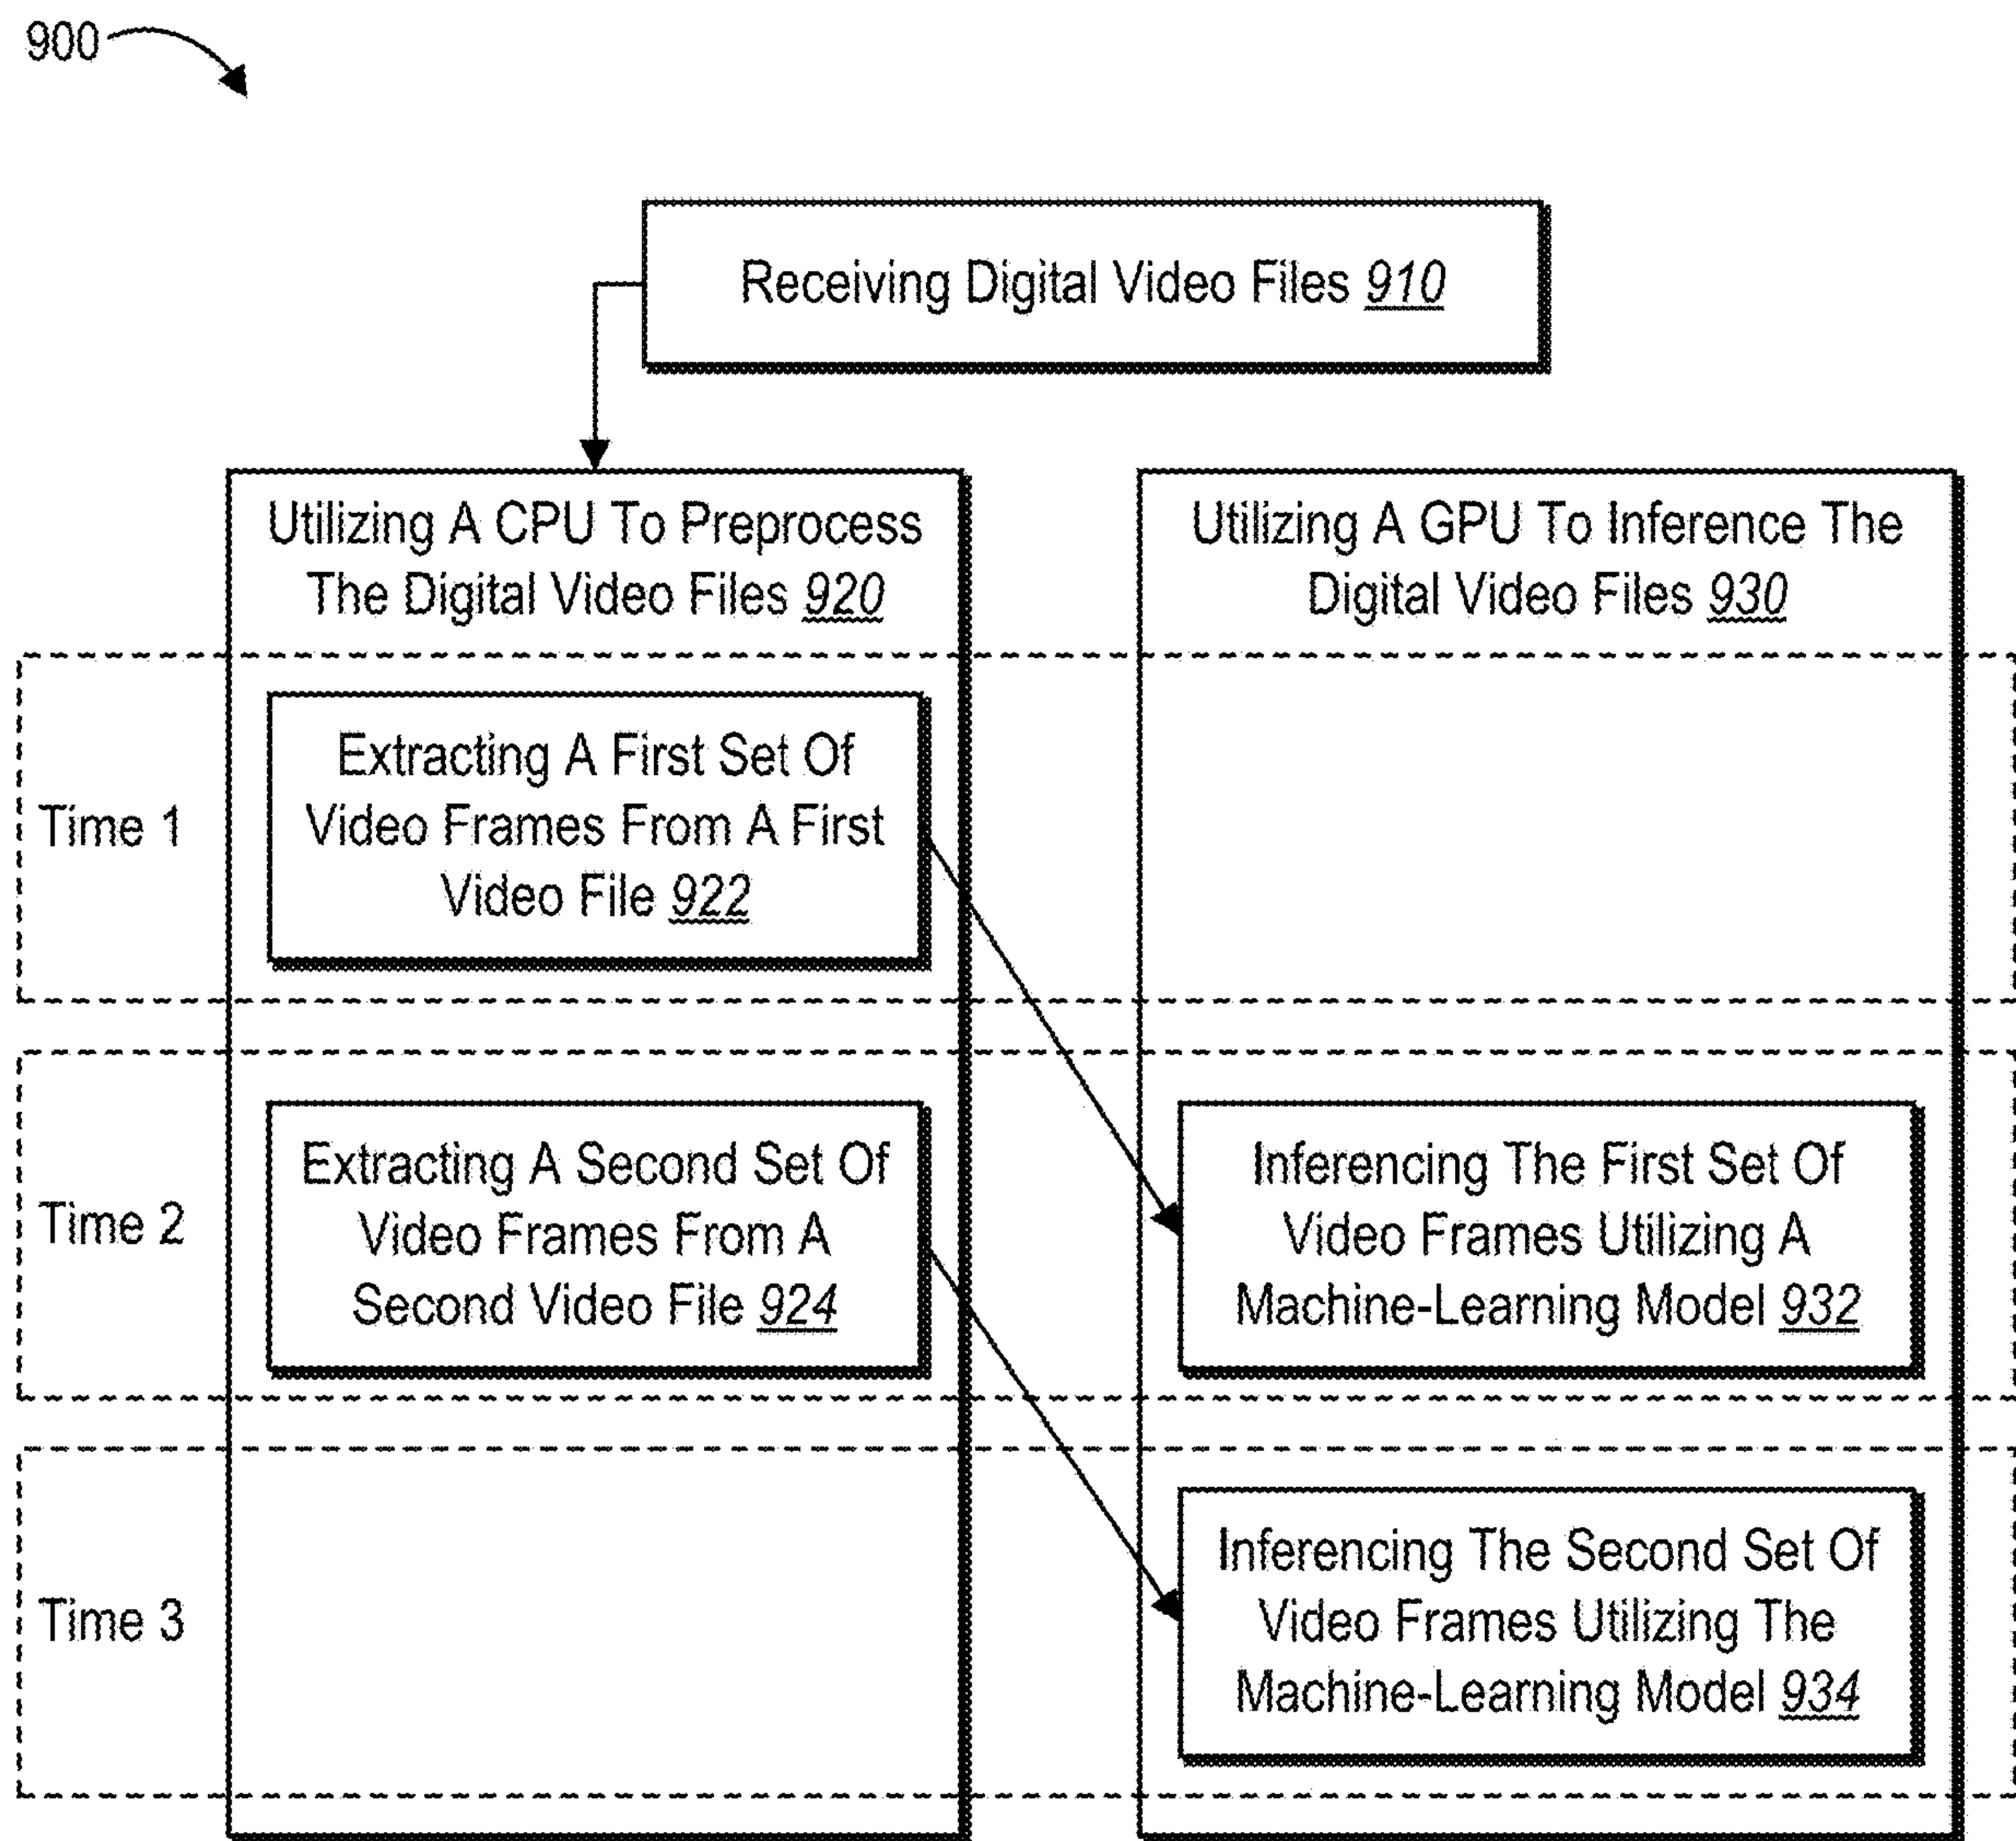 900
Receiving Digital Video Files 910
Utilizing A CPU To Preprocess
The Digital Video Files 920
Utilizing A GPU To Inference The
Digital Video Files 930
Time 1
Extracting A First Set Of
Video Frames From A First
Video File 922
Time 2
Extracting A Second Set Of
Video Frames From A
Second Video File 924
Inferencing The First Set Of
Video Frames Utilizing A
Machine-Learning Model 932
Time 3
Inferencing The Second Set Of
Video Frames Utilizing The
Machine-Learning Model 934